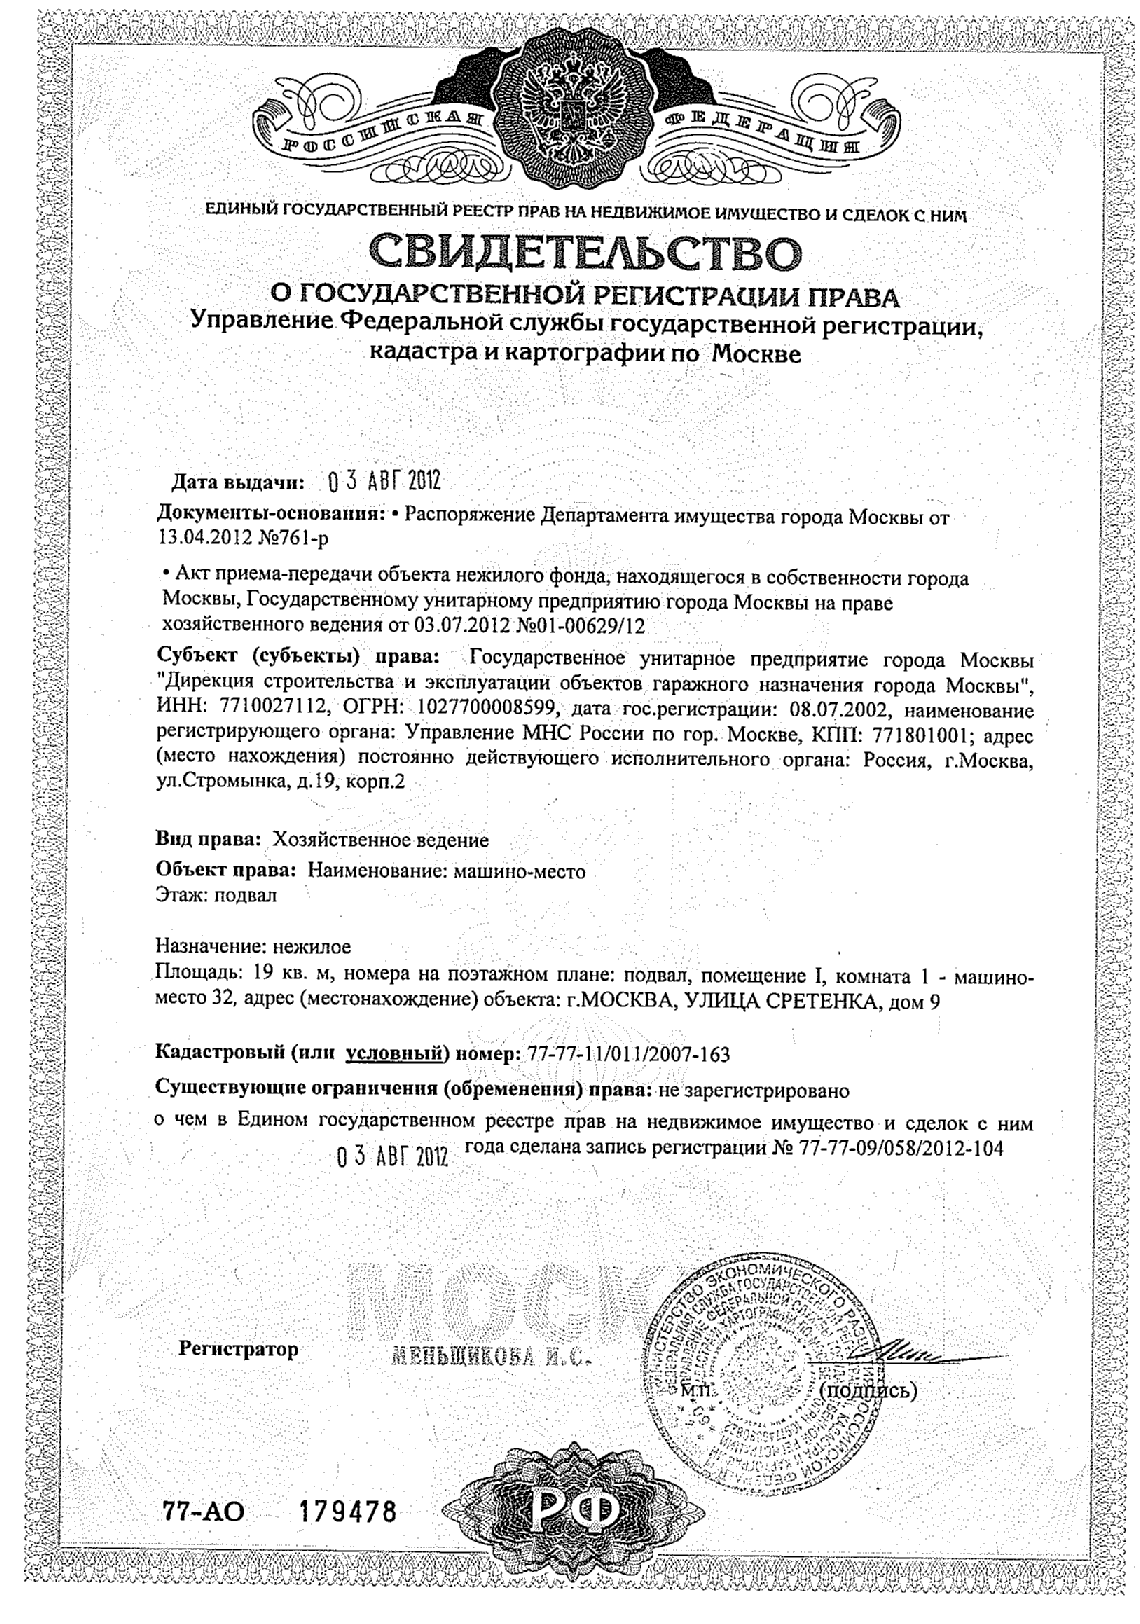 РОССИЙСКАЯ ФЕДЕРАЦИЯ
ЕДИНЫЙ ГОСУДАРСТВЕННЫЙ РЕЕСТР ПРАВ НА НЕДВИЖИМОЕ ИМУЩЕСТВО И СДЕЛОК С НИМ
СВИДЕТЕЛЬСТВО
О ГОСУДАРСТВЕННОЙ РЕГИСТРАЦИИ ПРАВА
Управление Федеральной службы государственной регистрации,
кадастра и картографии по Москве
Дата выдачи: 03 АВГ 2012
Документы-основания: • Распоряжение Департамента имущества города Москвы от
13.04.2012 №761-р
• Акт приема-передачи объекта нежилого фонда, находящегося в собственности города
Москвы, Государственному унитарному предприятию города Москвы на праве
хозяйственного ведения от 03.07.2012 №01-00629/12
Субъект (субъекты) права: Государственное унитарное предприятие города Москвы
"Дирекция строительства и эксплуатации объектов гаражного назначения города Москвы",
ИНН: 7710027112, ОГРН: 1027700008599, дата гос.регистрации: 08.07.2002, наименование
регистрирующего органа: Управление МНС России по гор. Москве, КПП: 771801001; адрес
(место нахождения) постоянно действующего исполнительного органа: Россия, г.Москва,
ул.Стромынка, д.19, корп.2
Вид права: Хозяйственное ведение
Объект права: Наименование: машино-место
Этаж: подвал
Назначение: нежилое
Площадь: 19 кв. м, номера на поэтажном плане: подвал, помещение I, комната 1 - машино-
место 32, адрес (местонахождение) объекта: г.МОСКВА, УЛИЦА СРЕТЕНКА, дом 9
Кадастровый (или условный) номер: 77-77-11/011/2007-163
Существующие ограничения (обременения) права: не зарегистрировано
о чем в Едином государственном реестре прав на недвижимое имущество и сделок с ним
03 АВГ 2012 года сделана запись регистрации № 77-77-09/058/2012-104
Регистратор МЕНЬЩИКОВА И.С.
М.П. (подпись)
77-АО 179478
РФ